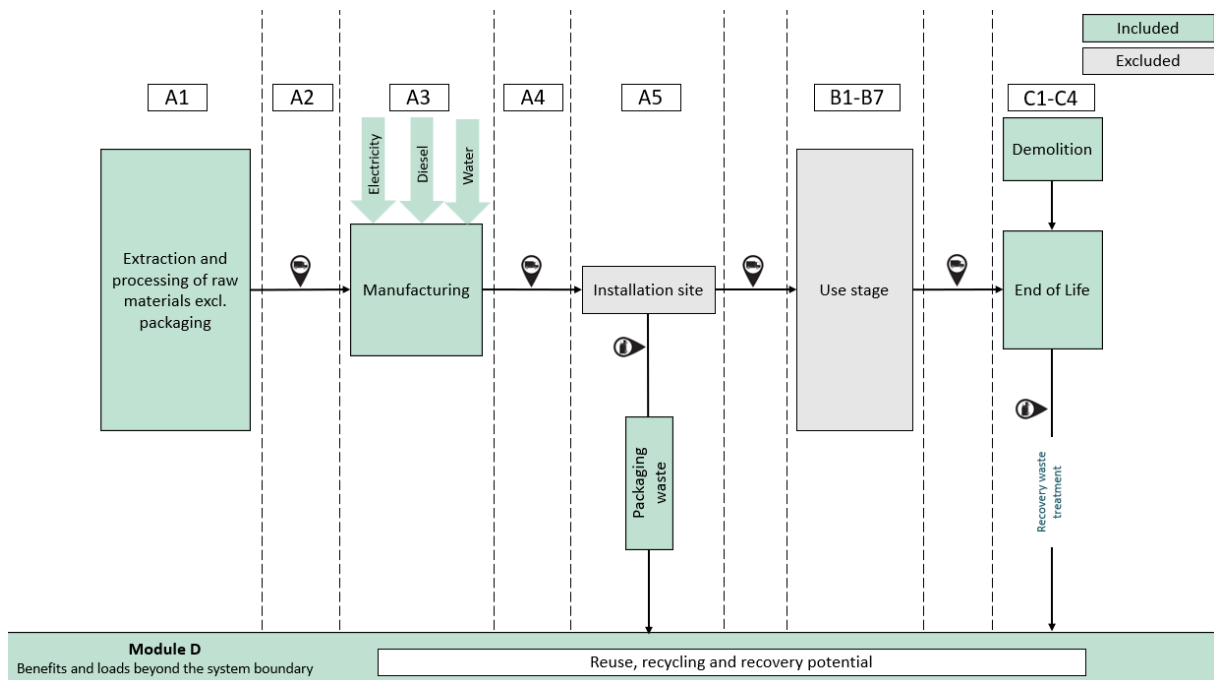 Included
Excluded
A1
A2
A3
A4
A5
B1-B7
C1-C4
Electricity
Diesel
Water
Demolition
Extraction and
processing of raw
materials excl.
packaging
Manufacturing
Installation site
Use stage
End of Life
Packaging
waste
Recovery waste
treatment
Module D
Benefits and loads beyond the system boundary
Reuse, recycling and recovery potential